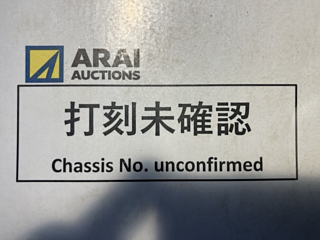 ARAI
AUCTIONS
打刻未確認
Chassis No. unconfirmed